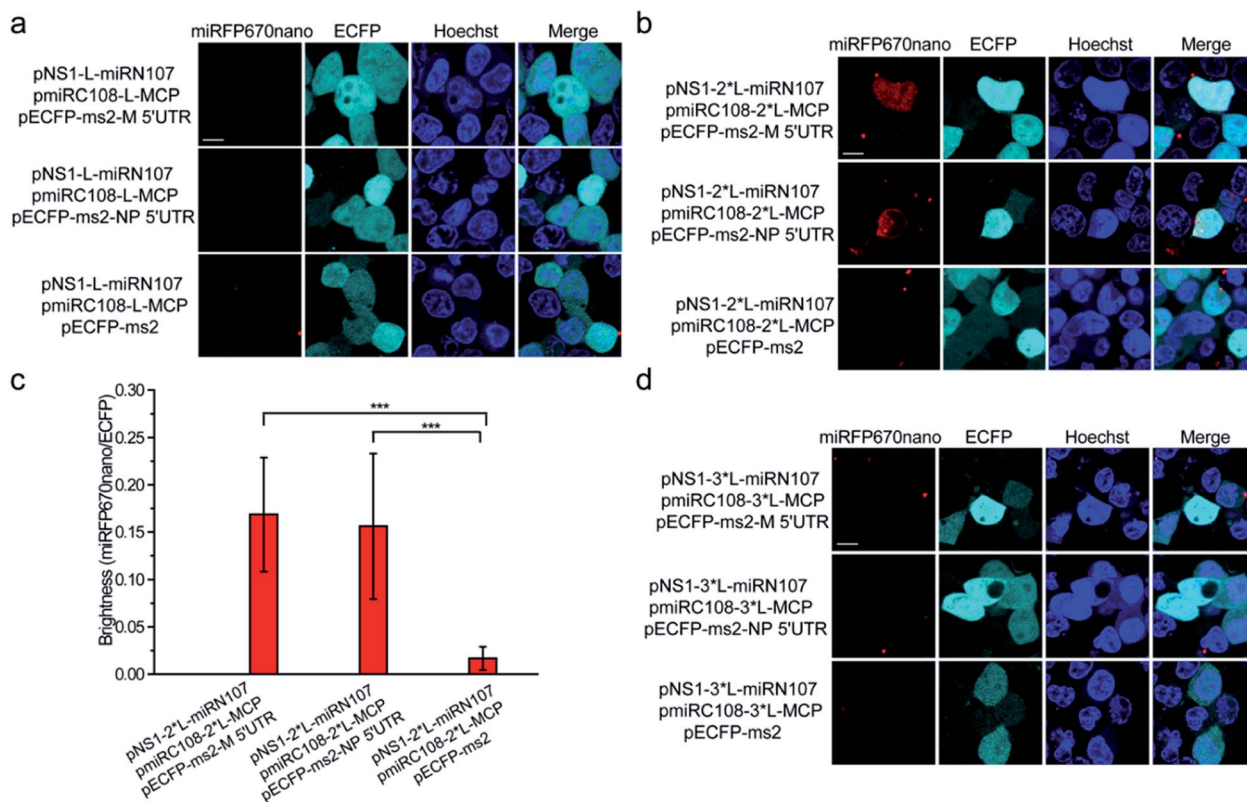 a
miRFP670nano ECFP Hoechst Merge
pNS1-L-miRN107
pmiRC108-L-MCP
pECFP-ms2-M 5'UTR
pNS1-L-miRN107
pmiRC108-L-MCP
pECFP-ms2-NP 5'UTR
pNS1-L-miRN107
pmiRC108-L-MCP
pECFP-ms2
b
miRFP670nano ECFP Hoechst Merge
pNS1-2*L-miRN107
pmiRC108-2*L-MCP
pECFP-ms2-M 5'UTR
pNS1-2*L-miRN107
pmiRC108-2*L-MCP
pECFP-ms2-NP 5'UTR
pNS1-2*L-miRN107
pmiRC108-2*L-MCP
pECFP-ms2
c
Brightness (miRFP670nano/ECFP)
0.30
0.25
0.20
0.15
0.10
0.05
0.00
***
***
pNS1-2*L-miRN107
pmiRC108-2*L-MCP
pECFP-ms2-M 5'UTR
pNS1-2*L-miRN107
pmiRC108-2*L-MCP
pECFP-ms2-NP 5'UTR
pNS1-2*L-miRN107
pmiRC108-2*L-MCP
pECFP-ms2
d
miRFP670nano ECFP Hoechst Merge
pNS1-3*L-miRN107
pmiRC108-3*L-MCP
pECFP-ms2-M 5'UTR
pNS1-3*L-miRN107
pmiRC108-3*L-MCP
pECFP-ms2-NP 5'UTR
pNS1-3*L-miRN107
pmiRC108-3*L-MCP
pECFP-ms2